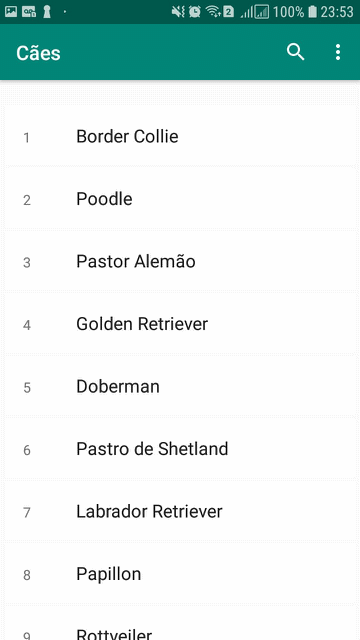 2 100% 23:53
Cães
1 Border Collie
2 Poodle
3 Pastor Alemão
4 Golden Retriever
5 Doberman
6 Pastro de Shetland
7 Labrador Retriever
8 Papillon
9 Rottveiler